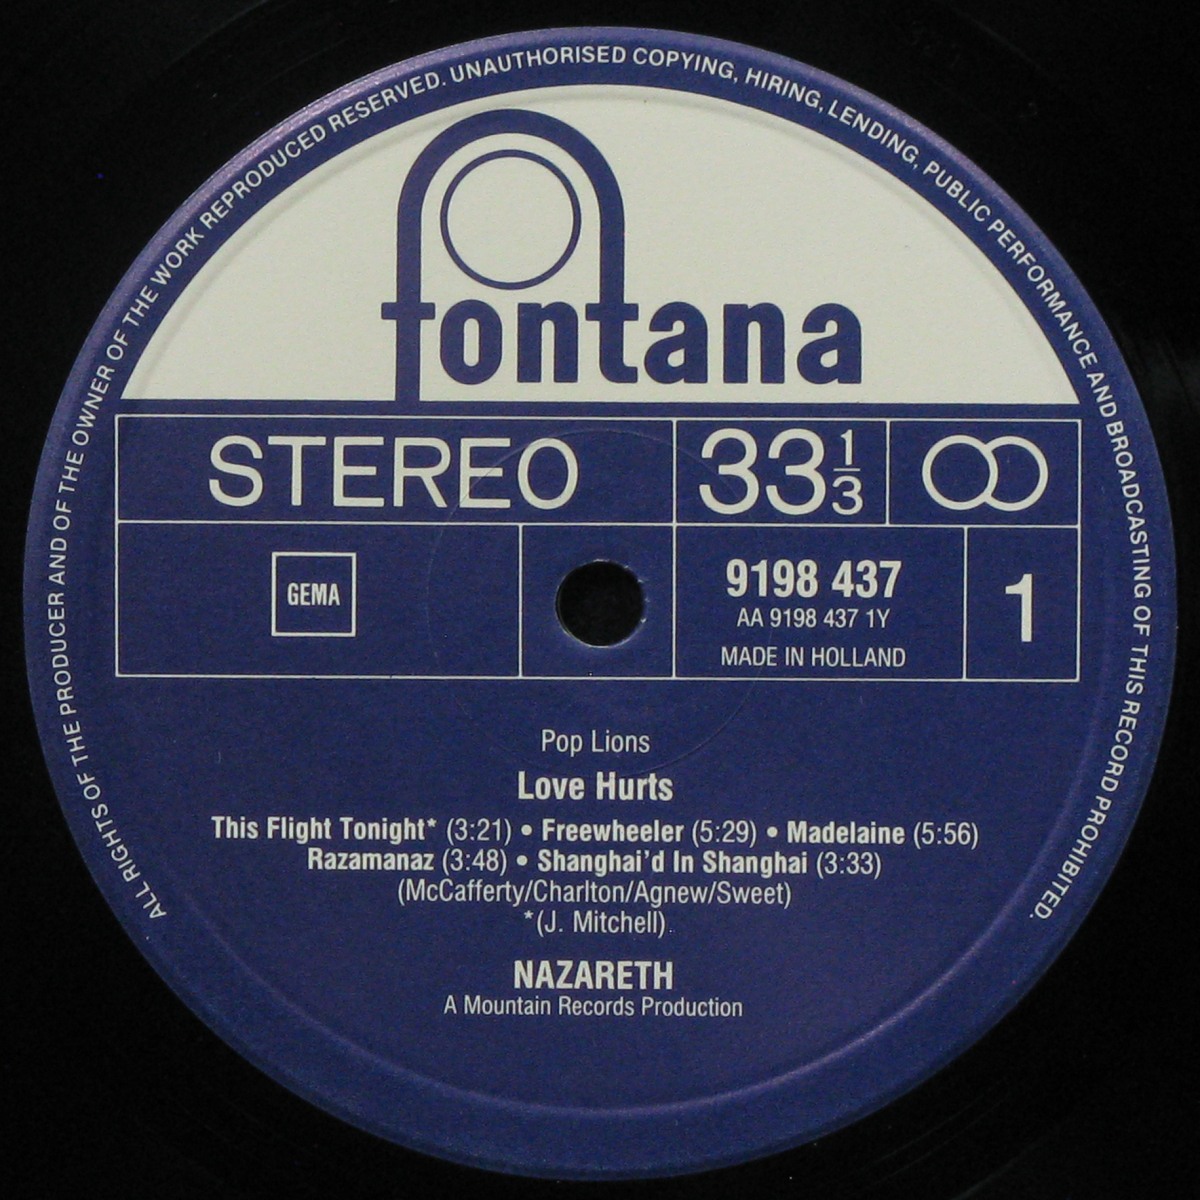 ALL RIGHTS OF THE PRODUCER AND OF THE OWNER OF THE WORK REPRODUCED RESERVED. UNAUTHORISED COPYING, HIRING, LENDING, PUBLIC PERFORMANCE AND BROADCASTING OF THIS RECORD PROHIBITED.
fontana
STEREO 33 1/3
GEMA
9198 437
AA 9198 437 1Y
MADE IN HOLLAND
1
Pop Lions
Love Hurts
This Flight Tonight* (3:21) • Freewheeler (5:29) • Madelaine (5:56)
Razamanaz (3:48) • Shanghai'd In Shanghai (3:33)
(McCafferty/Charlton/Agnew/Sweet)
*(J. Mitchell)
NAZARETH
A Mountain Records Production